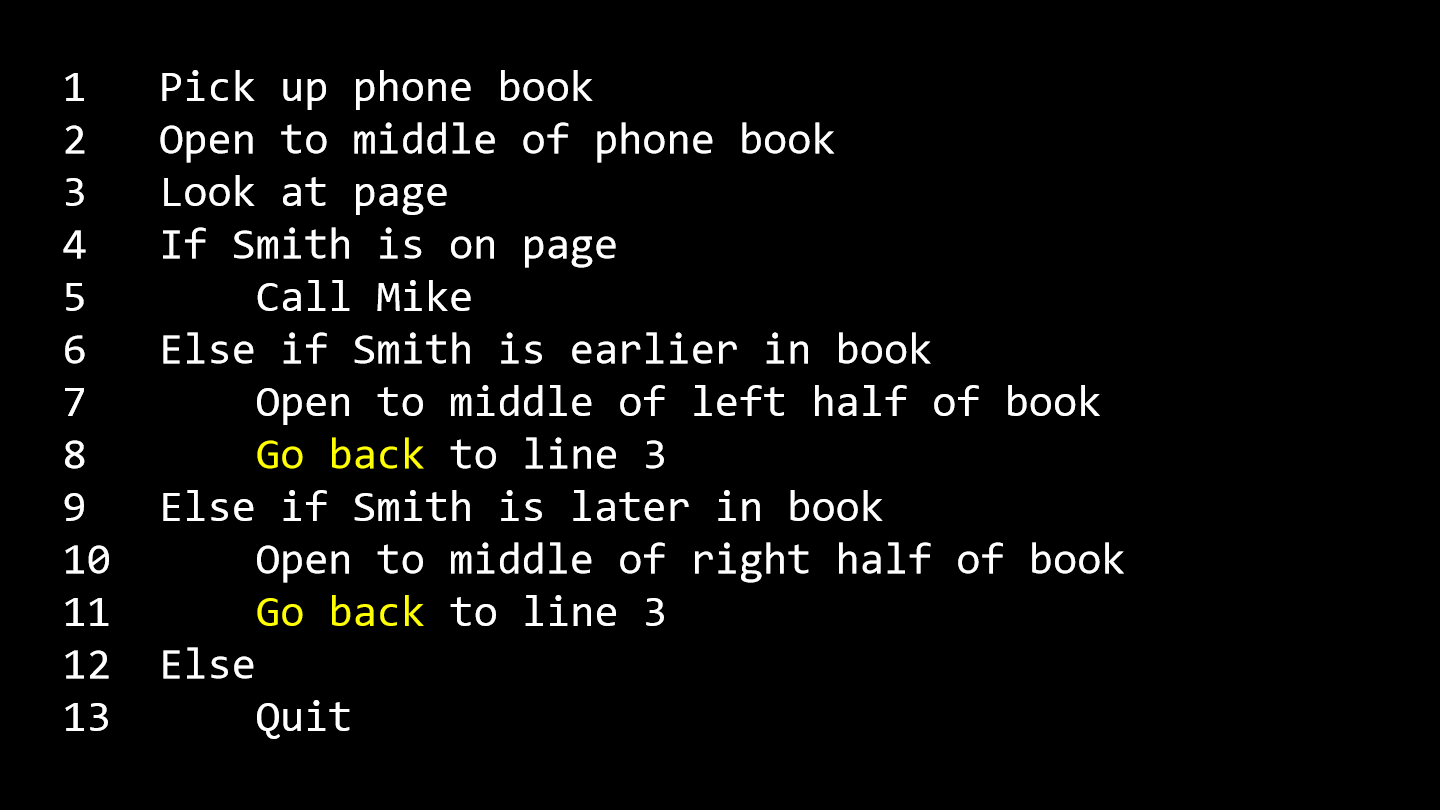 1 Pick up phone book
2 Open to middle of phone book
3 Look at page
4 If Smith is on page
5 Call Mike
6 Else if Smith is earlier in book
7 Open to middle of left half of book
8 Go back to line 3
9 Else if Smith is later in book
10 Open to middle of right half of book
11 Go back to line 3
12 Else
13 Quit